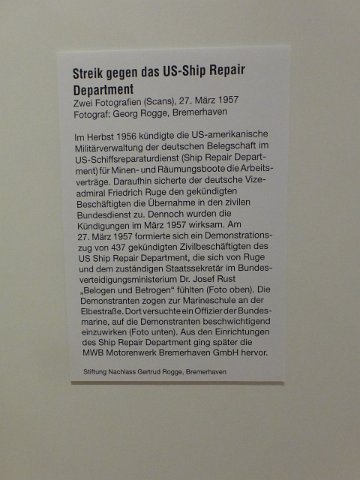 Streik gegen das US-Ship Repair
Department
Zwei Fotografien (Scans), 27. März 1957
Fotograf: Georg Rogge, Bremerhaven
Im Herbst 1956 kündigte die US-amerikanische
Militärverwaltung der deutschen Belegschaft im
US-Schiffsreparaturdienst (Ship Repair Depart-
ment) für Minen- und Räumungsboote die Arbeits-
verträge. Daraufhin sicherte der deutsche Vize-
admiral Friedrich Ruge den gekündigten
Beschäftigten die Übernahme in den zivilen
Bundesdienst zu. Dennoch wurden die
Kündigungen im März 1957 wirksam. Am
27. März 1957 formierte sich ein Demonstrations-
zug von 437 gekündigten Zivilbeschäftigten des
US Ship Repair Department, die sich von Ruge
und dem zuständigen Staatssekretär im Bundes-
verteidigungsministerium Dr. Josef Rust
„Belogen und Betrogen" fühlten (Foto oben). Die
Demonstranten zogen zur Marineschule an der
Elbestraße. Dort versuchte ein Offizier der Bundes-
marine, auf die Demonstranten beschwichtigend
einzuwirken (Foto unten). Aus den Einrichtungen
des Ship Repair Department ging später die
MWB Motorenwerk Bremerhaven GmbH hervor.
Stiftung Nachlass Gertrud Rogge, Bremerhaven